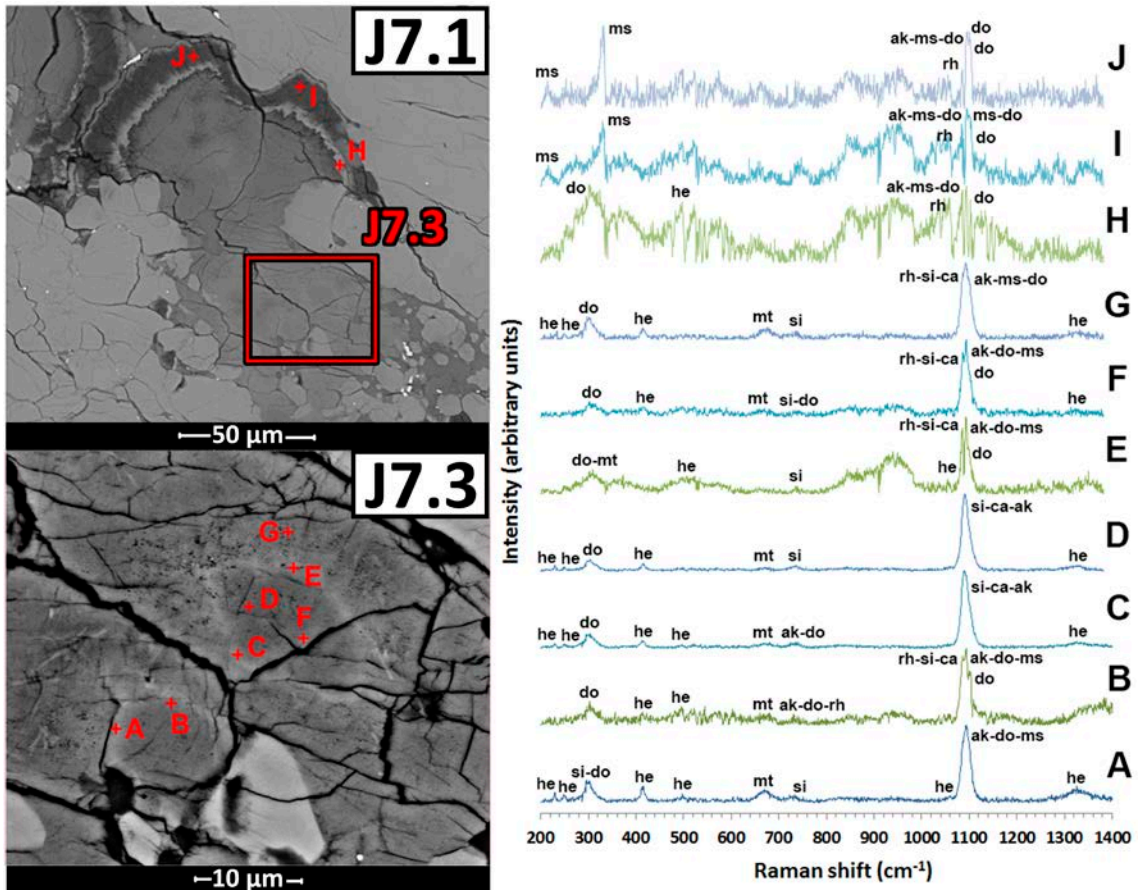 J7.1
J
I
H
J7.3
50 µm
J7.3
G
E
D
F
C
B
A
10 µm
Intensity (arbitrary units)
ms ms ak-ms-do do do rh J
ms ms ak-ms-do ms-do rh do I
do he ak-ms-do rh do H
he he do he mt si rh-si-ca ak-ms-do he G
do he mt si-do rh-si-ca ak-do-ms do he F
do-mt he si rh-si-ca ak-do-ms he do E
he he do he mt si si-ca-ak he D
he he do he he mt ak-do si-ca-ak he C
do he he mt ak-do-rh rh-si-ca ak-do-ms do B
he he si-do he he mt si he ak-do-ms he A
200 300 400 500 600 700 800 900 1000 1100 1200 1300 1400
Raman shift (cm⁻¹)